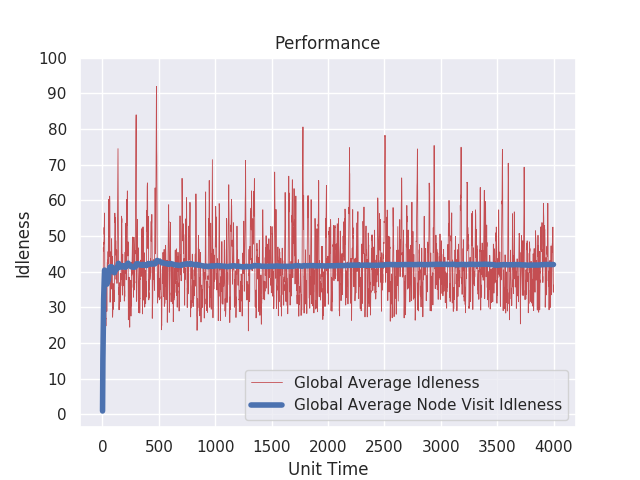 Performance
100
90
80
70
60
50
40
30
20
10
0
Idleness
Global Average Idleness
Global Average Node Visit Idleness
0 500 1000 1500 2000 2500 3000 3500 4000
Unit Time